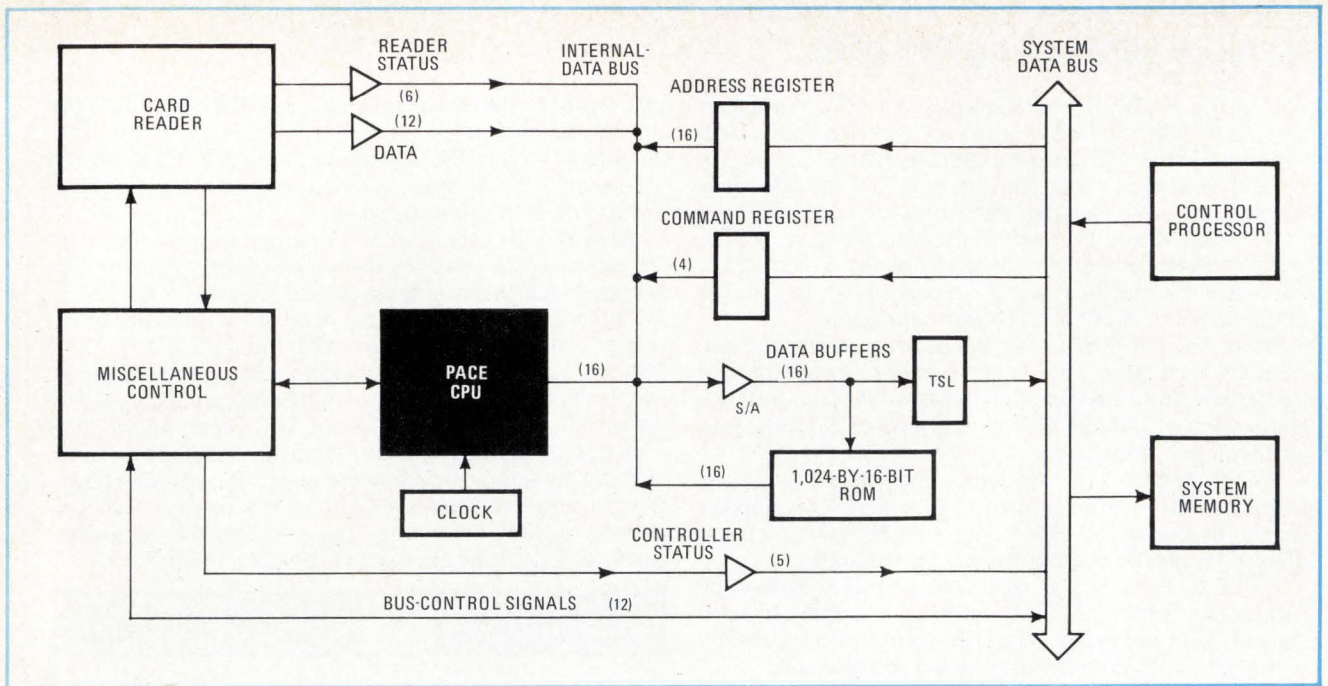 READER
STATUS
(6)
INTERNAL-
DATA BUS
SYSTEM
DATA BUS
CARD
READER
(12)
DATA
ADDRESS REGISTER
(16)
COMMAND REGISTER
(4)
CONTROL
PROCESSOR
MISCELLANEOUS
CONTROL
PACE
CPU
(16)
DATA BUFFERS
(16)
S/A
TSL
(16)
1,024-BY-16-BIT
ROM
CLOCK
SYSTEM
MEMORY
CONTROLLER
STATUS
(5)
BUS-CONTROL SIGNALS (12)